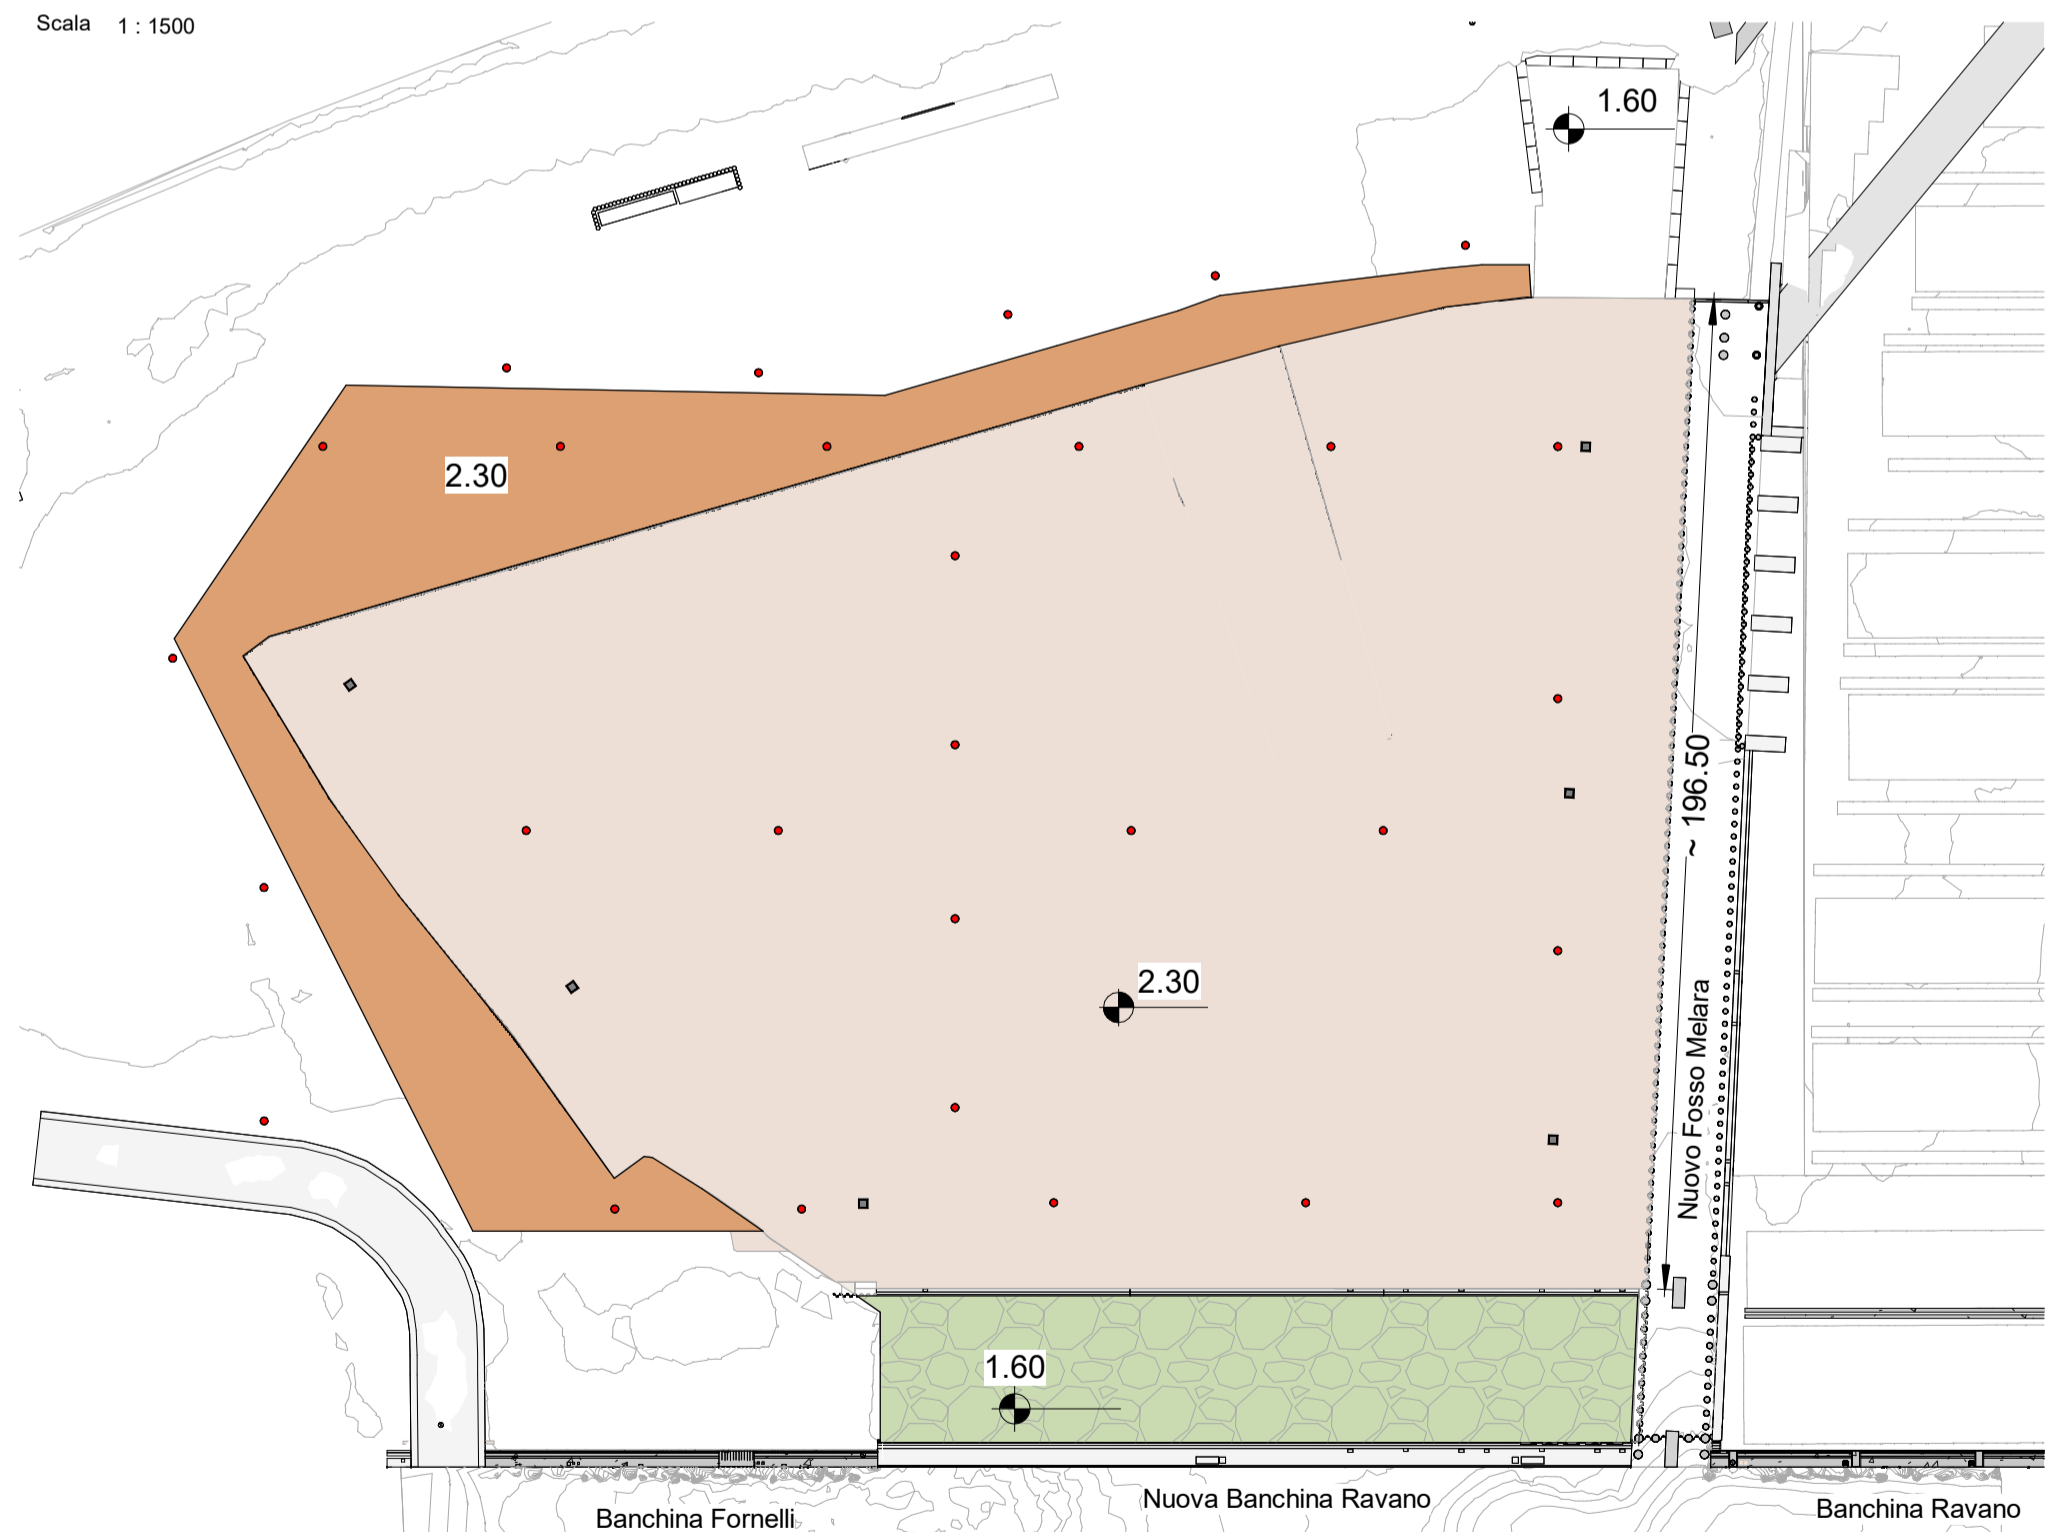 Scala 1 : 1500
1.60
2.30
~ 196.50
2.30
Nuovo Fosso Melara
1.60
Nuova Banchina Ravano
Banchina Ravano
Banchina Fornelli